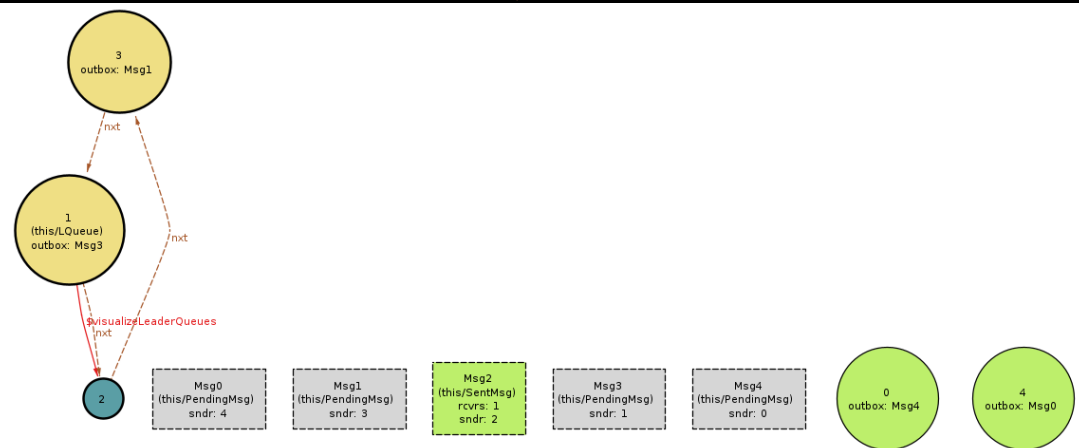 3
outbox: Msg1
nxt
1
(this/LQueue)
outbox: Msg3
nxt
$visualizeLeaderQueues
nxt
2
Msg0
(this/PendingMsg)
sndr: 4
Msg1
(this/PendingMsg)
sndr: 3
Msg2
(this/SentMsg)
rcvrs: 1
sndr: 2
Msg3
(this/PendingMsg)
sndr: 1
Msg4
(this/PendingMsg)
sndr: 0
0
outbox: Msg4
4
outbox: Msg0